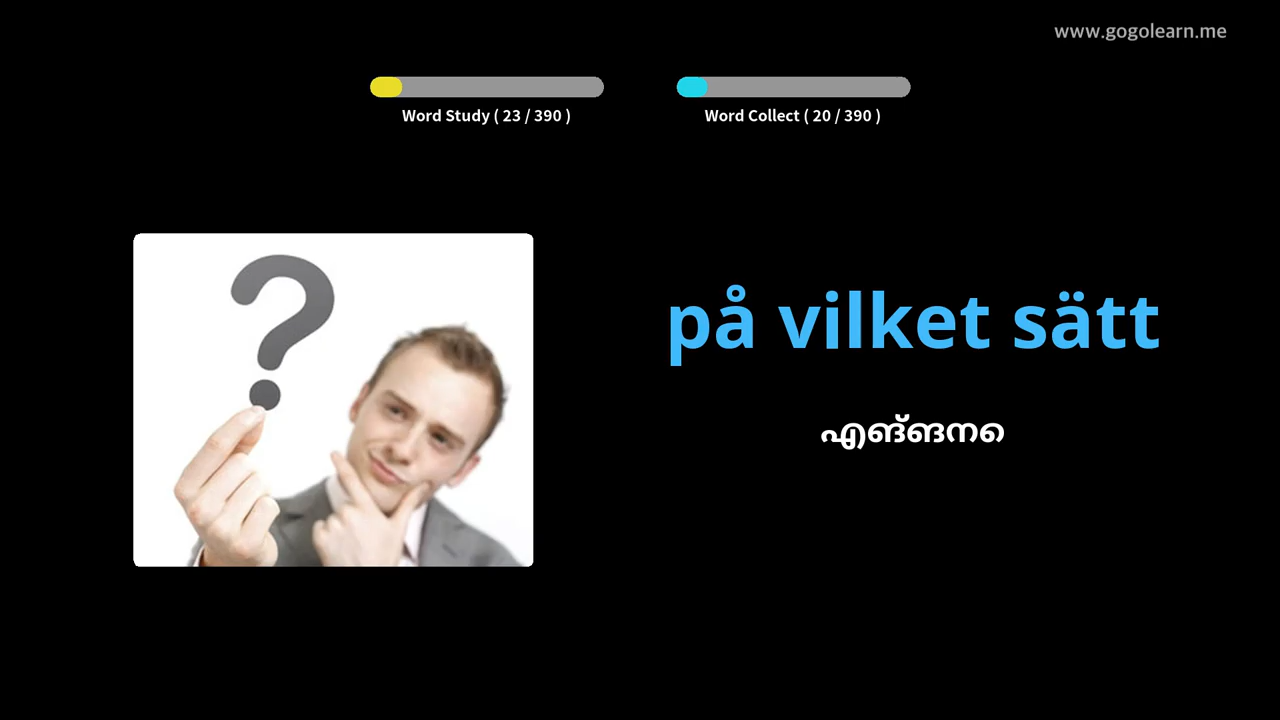 www.gogolearn.me
Word Study ( 23 / 390 )
Word Collect ( 20 / 390 )
på vilket sätt
എങ്ങനെ